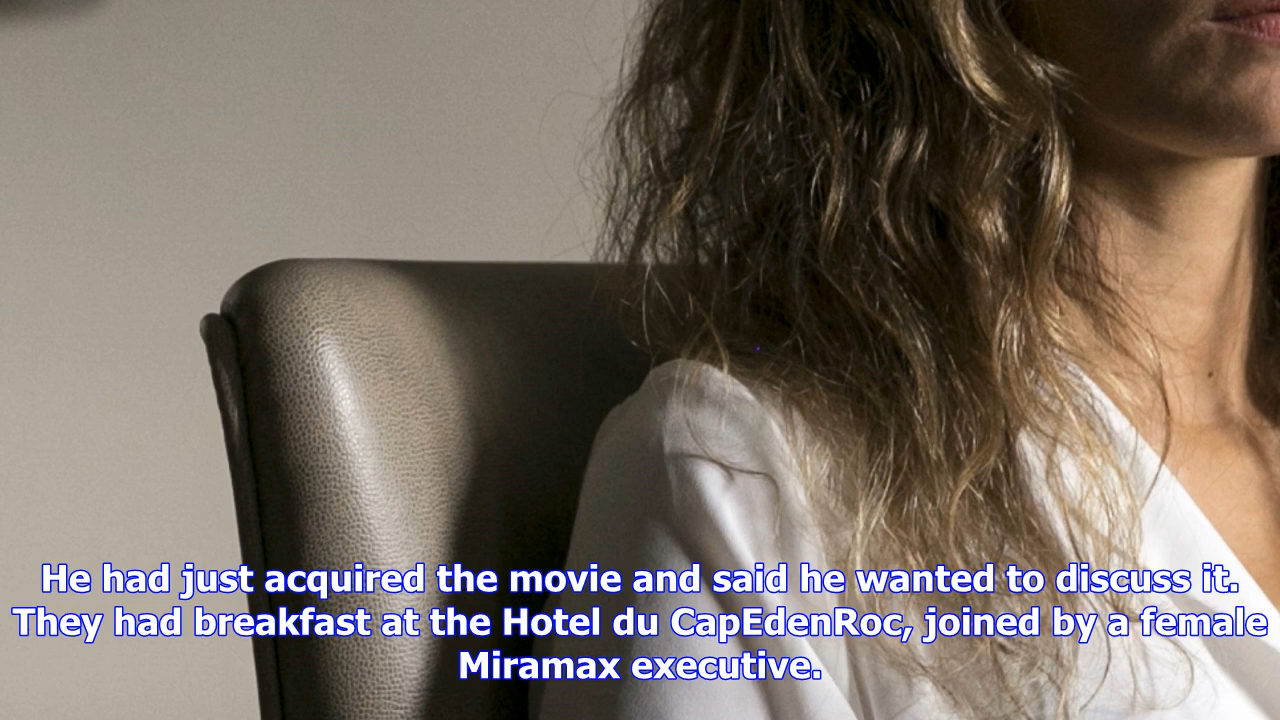 He had just acquired the movie and said he wanted to discuss it.
They had breakfast at the Hotel du CapEdenRoc, joined by a female
Miramax executive.